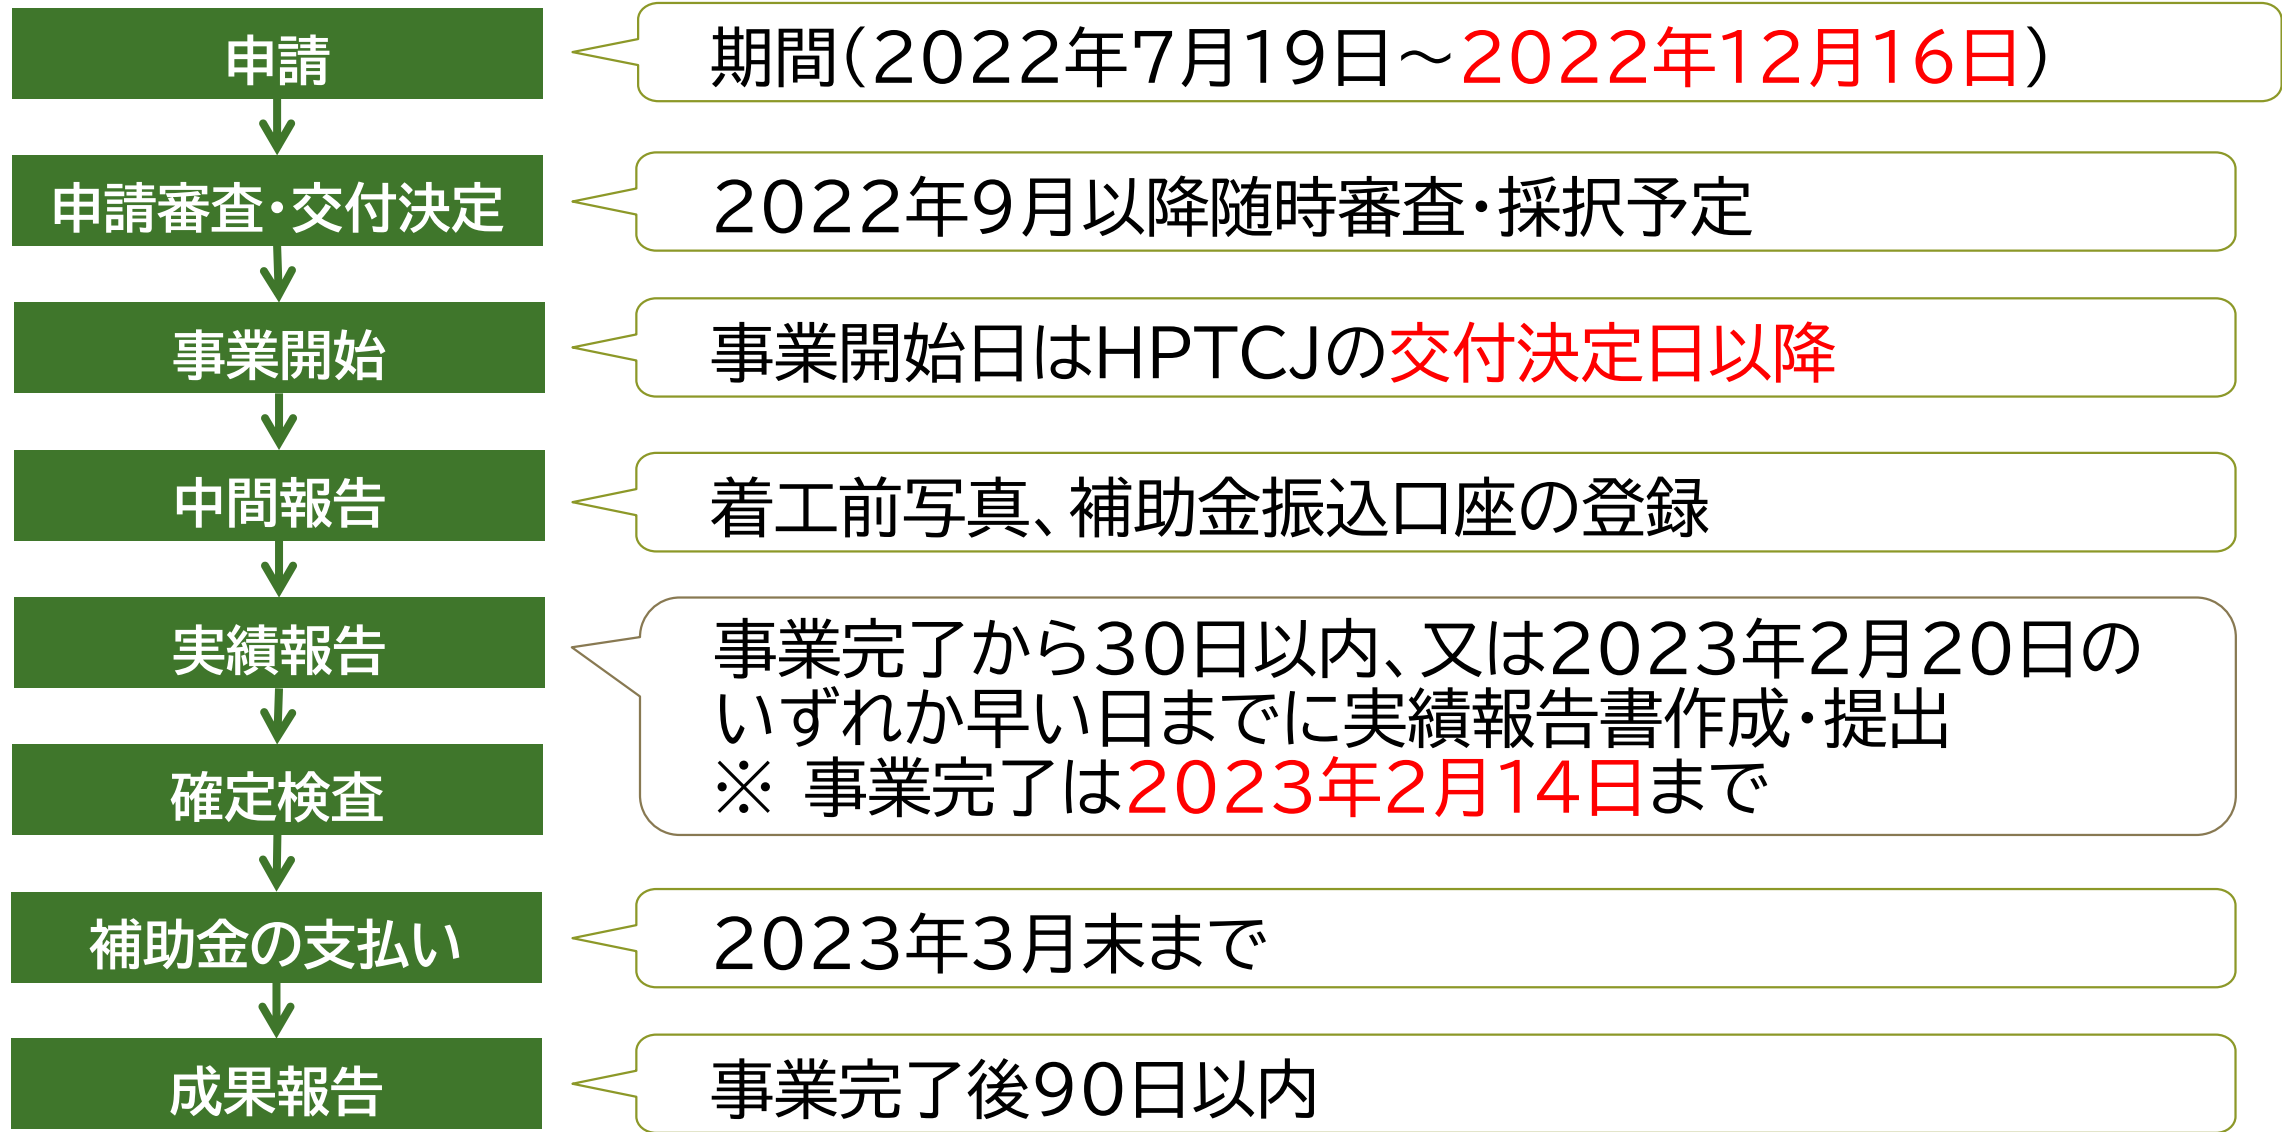 申請
期間（2022年7月19日～2022年12月16日）
申請審査・交付決定
2022年9月以降随時審査・採択予定
事業開始
事業開始日はHPTCJの交付決定日以降
中間報告
着工前写真、補助金振込口座の登録
実績報告
事業完了から30日以内、又は2023年2月20日の
いずれか早い日までに実績報告書作成・提出
※ 事業完了は2023年2月14日まで
確定検査
補助金の支払い
2023年3月末まで
成果報告
事業完了後90日以内